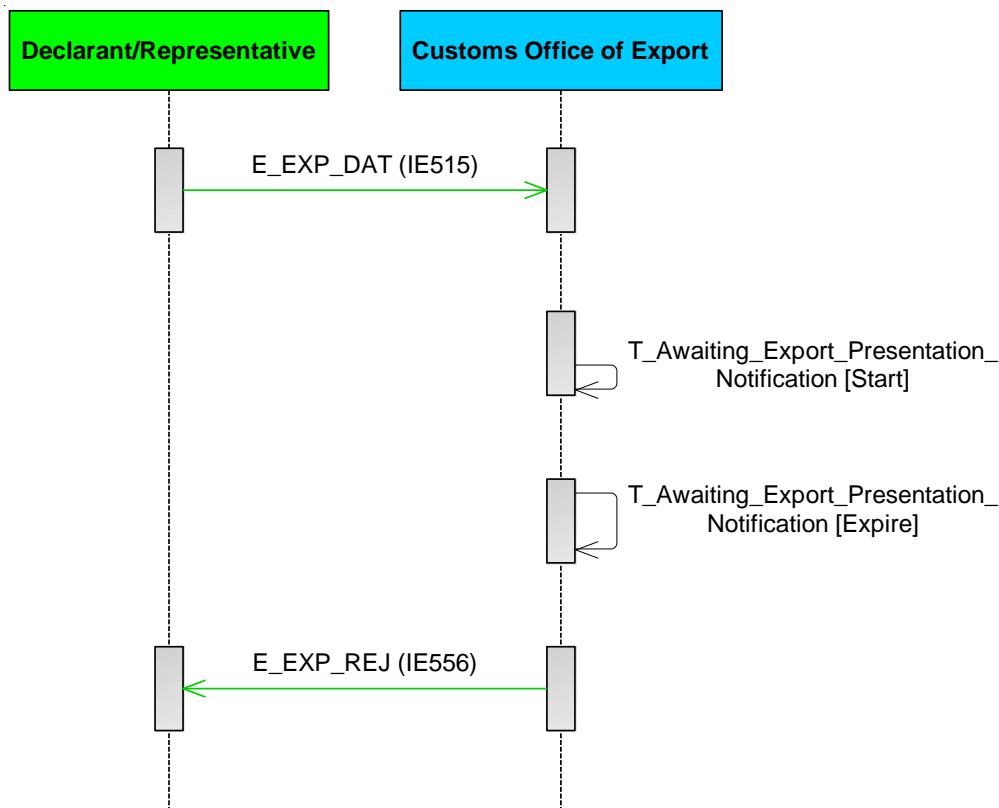 Declarant/Representative
Customs Office of Export
E_EXP_DAT (IE515)
T_Awaiting_Export_Presentation_
Notification [Start]
T_Awaiting_Export_Presentation_
Notification [Expire]
E_EXP_REJ (IE556)